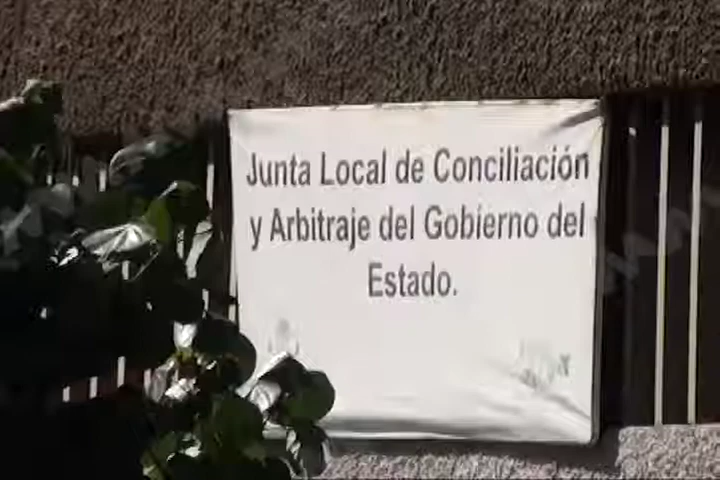 Junta Local de Conciliación
y Arbitraje del Gobierno del
Estado.